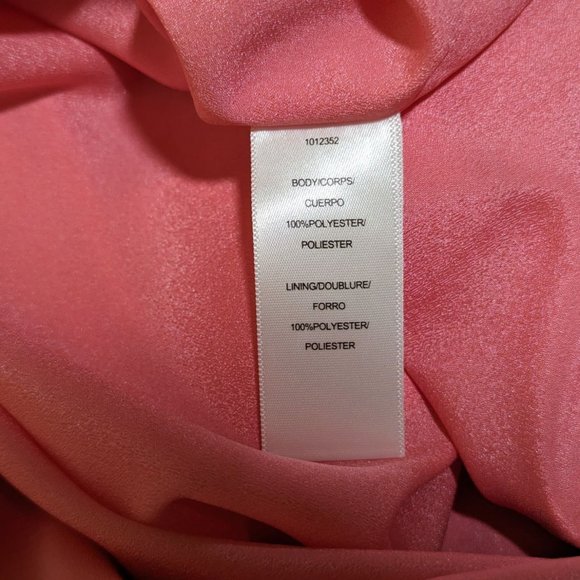 1012352
BODY/CORPS/
CUERPO
100%POLYESTER/
POLIESTER
LINING/DOUBLURE/
FORRO
100%POLYESTER/
POLIESTER